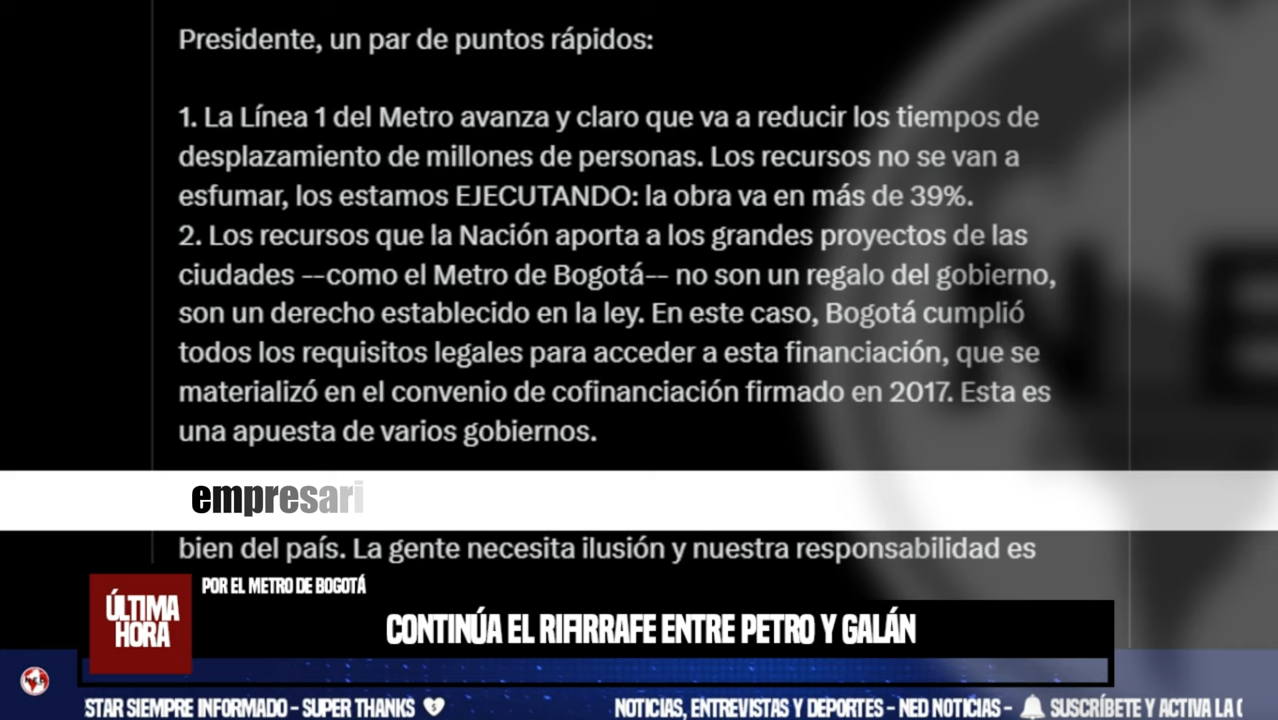 Presidente, un par de puntos rápidos:
1. La Línea 1 del Metro avanza y claro que va a reducir los tiempos de
desplazamiento de millones de personas. Los recursos no se van a
esfumar, los estamos EJECUTANDO: la obra va en más de 39%.
2. Los recursos que la Nación aporta a los grandes proyectos de las
ciudades --como el Metro de Bogotá-- no son un regalo del gobierno,
son un derecho establecido en la ley. En este caso, Bogotá cumplió
todos los requisitos legales para acceder a esta financiación, que se
materializó en el convenio de cofinanciación firmado en 2017. Esta es
una apuesta de varios gobiernos.
empresari
bien del país. La gente necesita ilusión y nuestra responsabilidad es
POR EL METRO DE BOGOTÁ
ÚLTIMA
HORA
CONTINÚA EL RIFIRRAFE ENTRE PETRO Y GALÁN
STAR SIEMPRE INFORMADO - SUPER THANKS NOTICIAS, ENTREVISTAS Y DEPORTES - NED NOTICIAS - SUSCRÍBETE Y ACTIVA LA